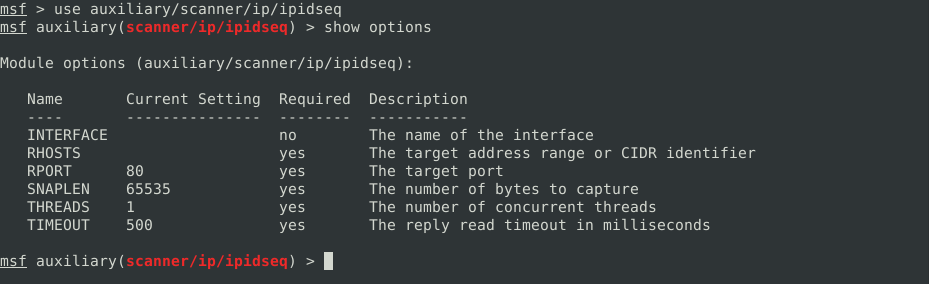 msf > use auxiliary/scanner/ip/ipidseq
msf auxiliary(scanner/ip/ipidseq) > show options
Module options (auxiliary/scanner/ip/ipidseq):
Name Current Setting Required Description
---- --------------- -------- -----------
INTERFACE no The name of the interface
RHOSTS yes The target address range or CIDR identifier
RPORT 80 yes The target port
SNAPLEN 65535 yes The number of bytes to capture
THREADS 1 yes The number of concurrent threads
TIMEOUT 500 yes The reply read timeout in milliseconds
msf auxiliary(scanner/ip/ipidseq) >